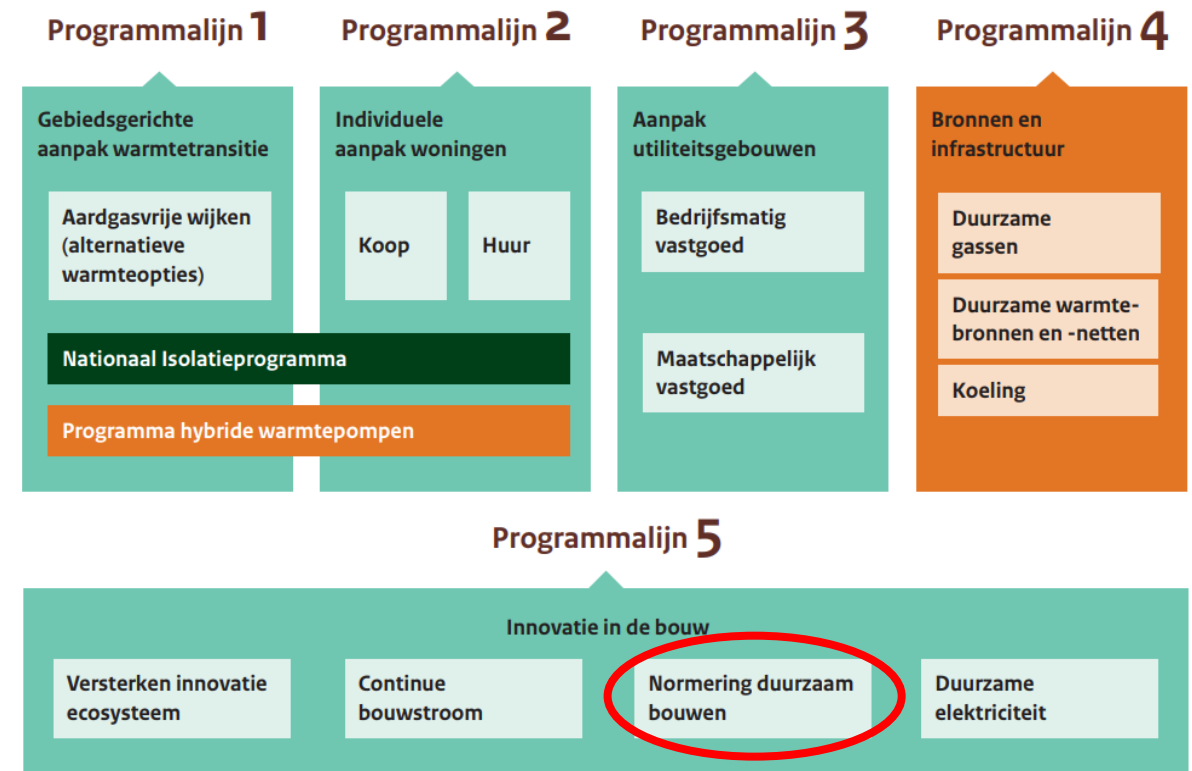 Programmalijn 1
Programmalijn 2
Programmalijn 3
Programmalijn 4
Gebiedsgerichte
aanpak warmtetransitie
Aardgasvrije wijken
(alternatieve
warmteopties)
Individuele
aanpak woningen
Koop
Huur
Nationaal Isolatieprogramma
Programma hybride warmtepompen
Aanpak
utiliteitsgebouwen
Bedrijfsmatig
vastgoed
Maatschappelijk
vastgoed
Bronnen en
infrastructuur
Duurzame
gassen
Duurzame warmte-
bronnen en -netten
Koeling
Programmalijn 5
Innovatie in de bouw
Versterken innovatie
ecosysteem
Continue
bouwstroom
Normering duurzaam
bouwen
Duurzame
elektriciteit